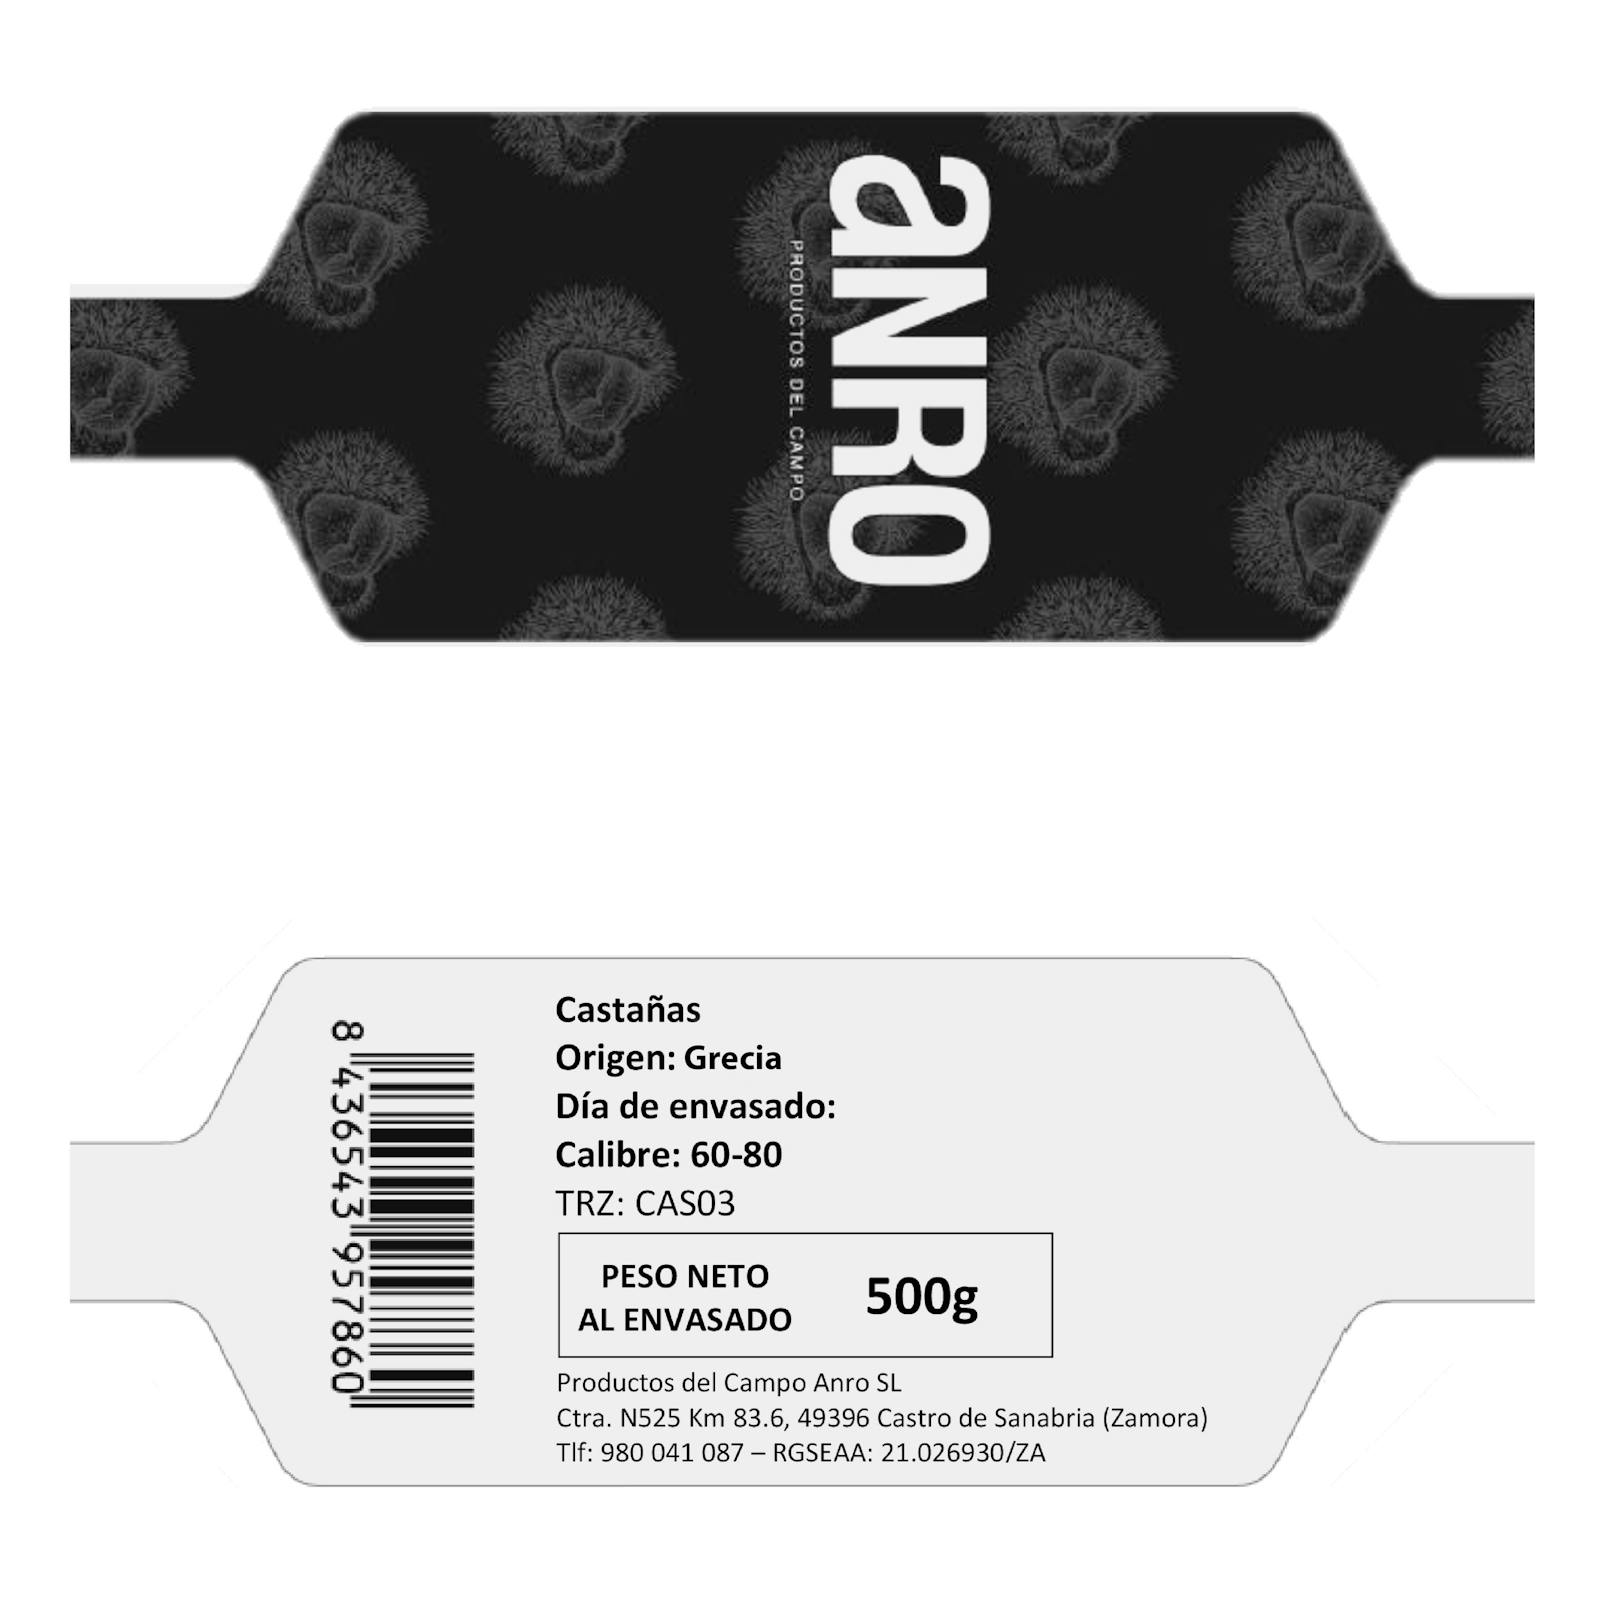 aNRO
PRODUCTOS DEL CAMPO
8 436543 957860
Castañas
Origen: Grecia
Día de envasado:
Calibre: 60-80
TRZ: CAS03
PESO NETO
AL ENVASADO
500g
Productos del Campo Anro SL
Ctra. N525 Km 83.6, 49396 Castro de Sanabria (Zamora)
Tlf: 980 041 087 – RGSEAA: 21.026930/ZA